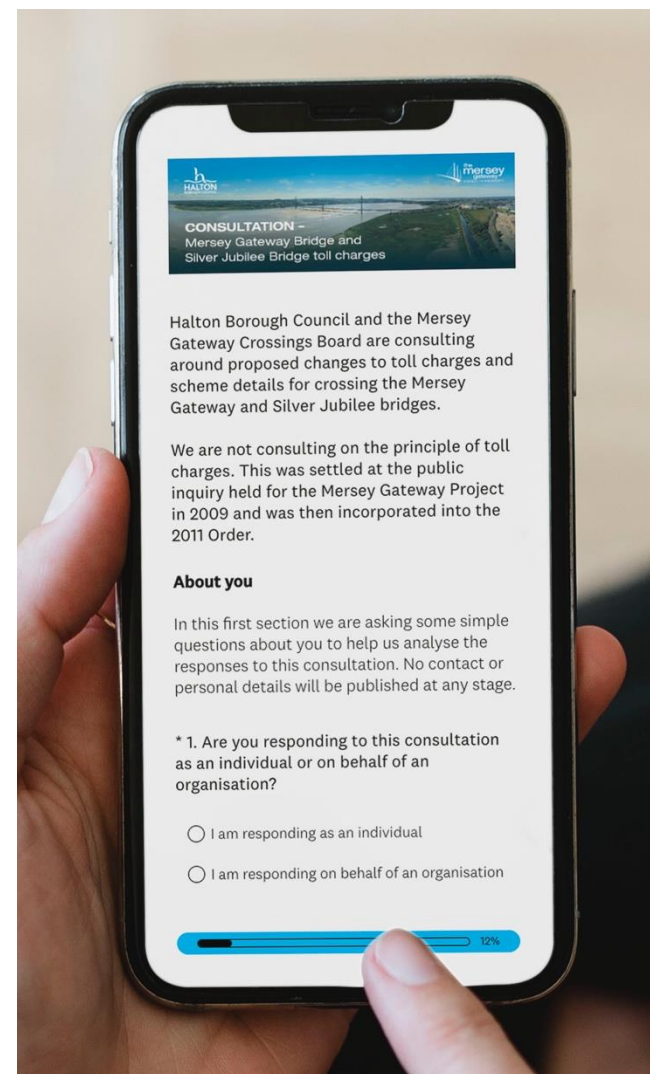 HALTON
the
mersey
gateway
CONSULTATION –
Mersey Gateway Bridge and
Silver Jubilee Bridge toll charges
Halton Borough Council and the Mersey
Gateway Crossings Board are consulting
around proposed changes to toll charges and
scheme details for crossing the Mersey
Gateway and Silver Jubilee bridges.
We are not consulting on the principle of toll
charges. This was settled at the public
inquiry held for the Mersey Gateway Project
in 2009 and was then incorporated into the
2011 Order.
About you
In this first section we are asking some simple
questions about you to help us analyse the
responses to this consultation. No contact or
personal details will be published at any stage.
* 1. Are you responding to this consultation
as an individual or on behalf of an
organisation?
I am responding as an individual
I am responding on behalf of an organisation
12%